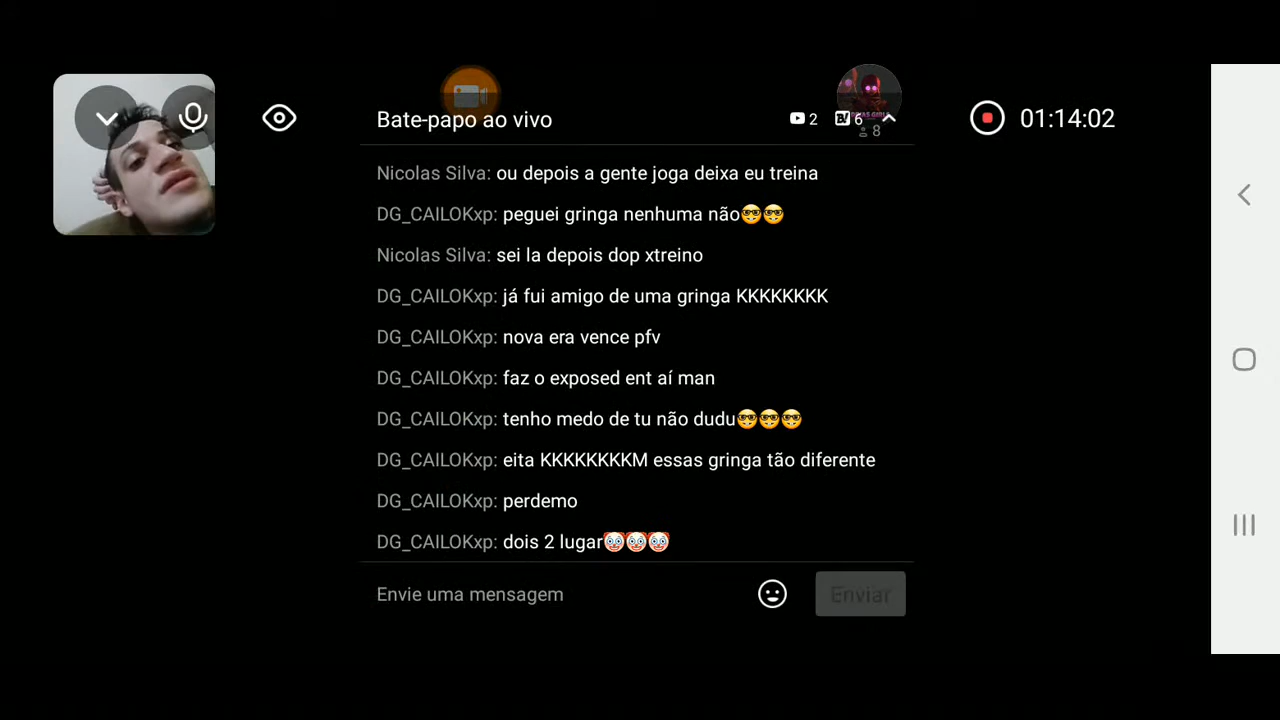 Bate-papo ao vivo
2
6
8
01:14:02
Nicolas Silva: ou depois a gente joga deixa eu treina
DG_CAILOKxp: peguei gringa nenhuma não🤓🤓
Nicolas Silva: sei la depois dop xtreino
DG_CAILOKxp: já fui amigo de uma gringa KKKKKKKK
DG_CAILOKxp: nova era vence pfv
DG_CAILOKxp: faz o exposed ent aí man
DG_CAILOKxp: tenho medo de tu não dudu🤓🤓🤓
DG_CAILOKxp: eita KKKKKKKKM essas gringa tão diferente
DG_CAILOKxp: perdemo
DG_CAILOKxp: dois 2 lugar🤡🤡🤡
Envie uma mensagem
Enviar